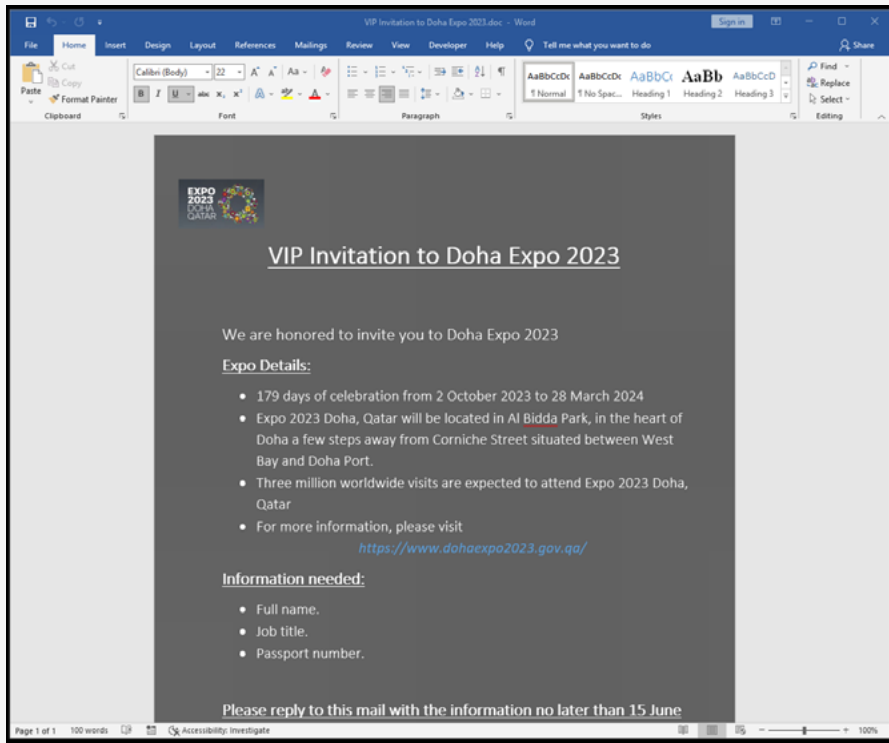 VIP Invitation to Doha Expo 2023.doc - Word
Sign in
File Home Insert Design Layout References Mailings Review View Developer Help Tell me what you want to do Share
Paste
Cut
Copy
Format Painter
Clipboard
Calibri (Body) 22
Font
Paragraph
AaBbCcDc AaBbCcDc AaBbCc AaBb AaBbCcD
¶ Normal ¶ No Spac... Heading 1 Heading 2 Heading 3
Styles
Find
Replace
Select
Editing
EXPO
2023
DOHA
QATAR
VIP Invitation to Doha Expo 2023
We are honored to invite you to Doha Expo 2023
Expo Details:
• 179 days of celebration from 2 October 2023 to 28 March 2024
• Expo 2023 Doha, Qatar will be located in Al Bidda Park, in the heart of
Doha a few steps away from Corniche Street situated between West
Bay and Doha Port.
• Three million worldwide visits are expected to attend Expo 2023 Doha,
Qatar
• For more information, please visit
https://www.dohaexpo2023.gov.qa/
Information needed:
• Full name.
• Job title.
• Passport number.
Please reply to this mail with the information no later than 15 June
Page 1 of 1 100 words Accessibility: Investigate 100%